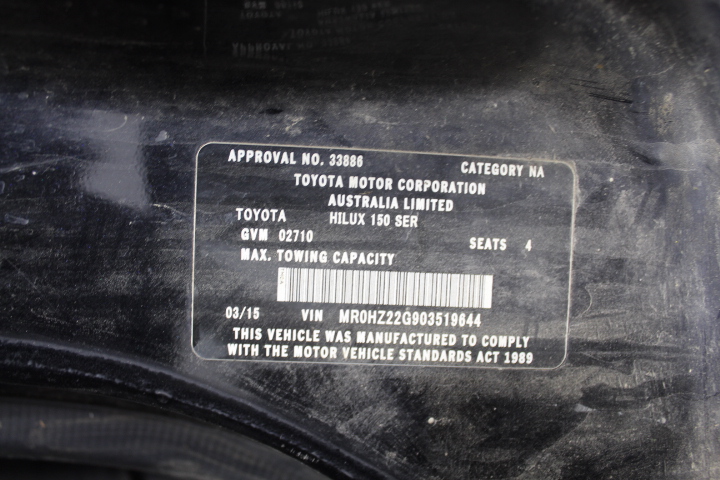 APPROVAL NO. 33886 CATEGORY NA
TOYOTA MOTOR CORPORATION
AUSTRALIA LIMITED
TOYOTA HILUX 150 SER
GVM 02710 SEATS 4
MAX. TOWING CAPACITY
03/15 VIN MR0HZ22G903519644
THIS VEHICLE WAS MANUFACTURED TO COMPLY
WITH THE MOTOR VEHICLE STANDARDS ACT 1989